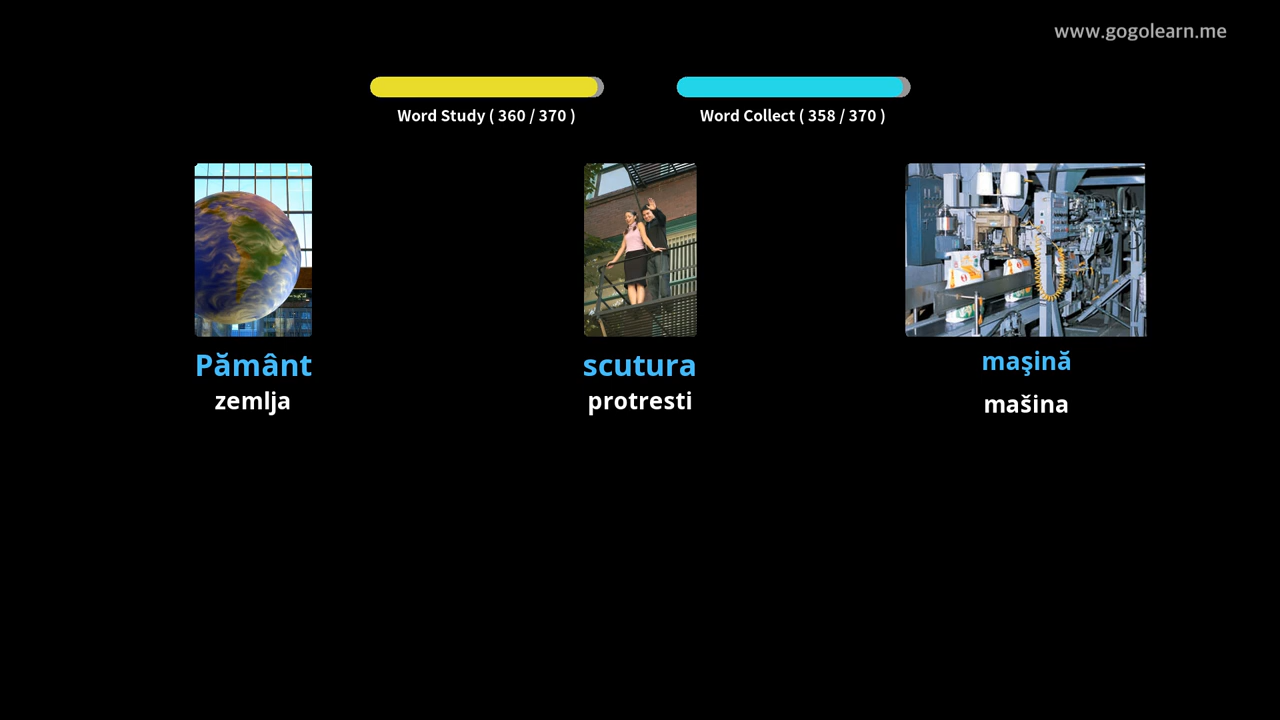 www.gogolearn.me
Word Study ( 360 / 370 )
Word Collect ( 358 / 370 )
Pământ
scutura
maşină
zemlja
protresti
mašina